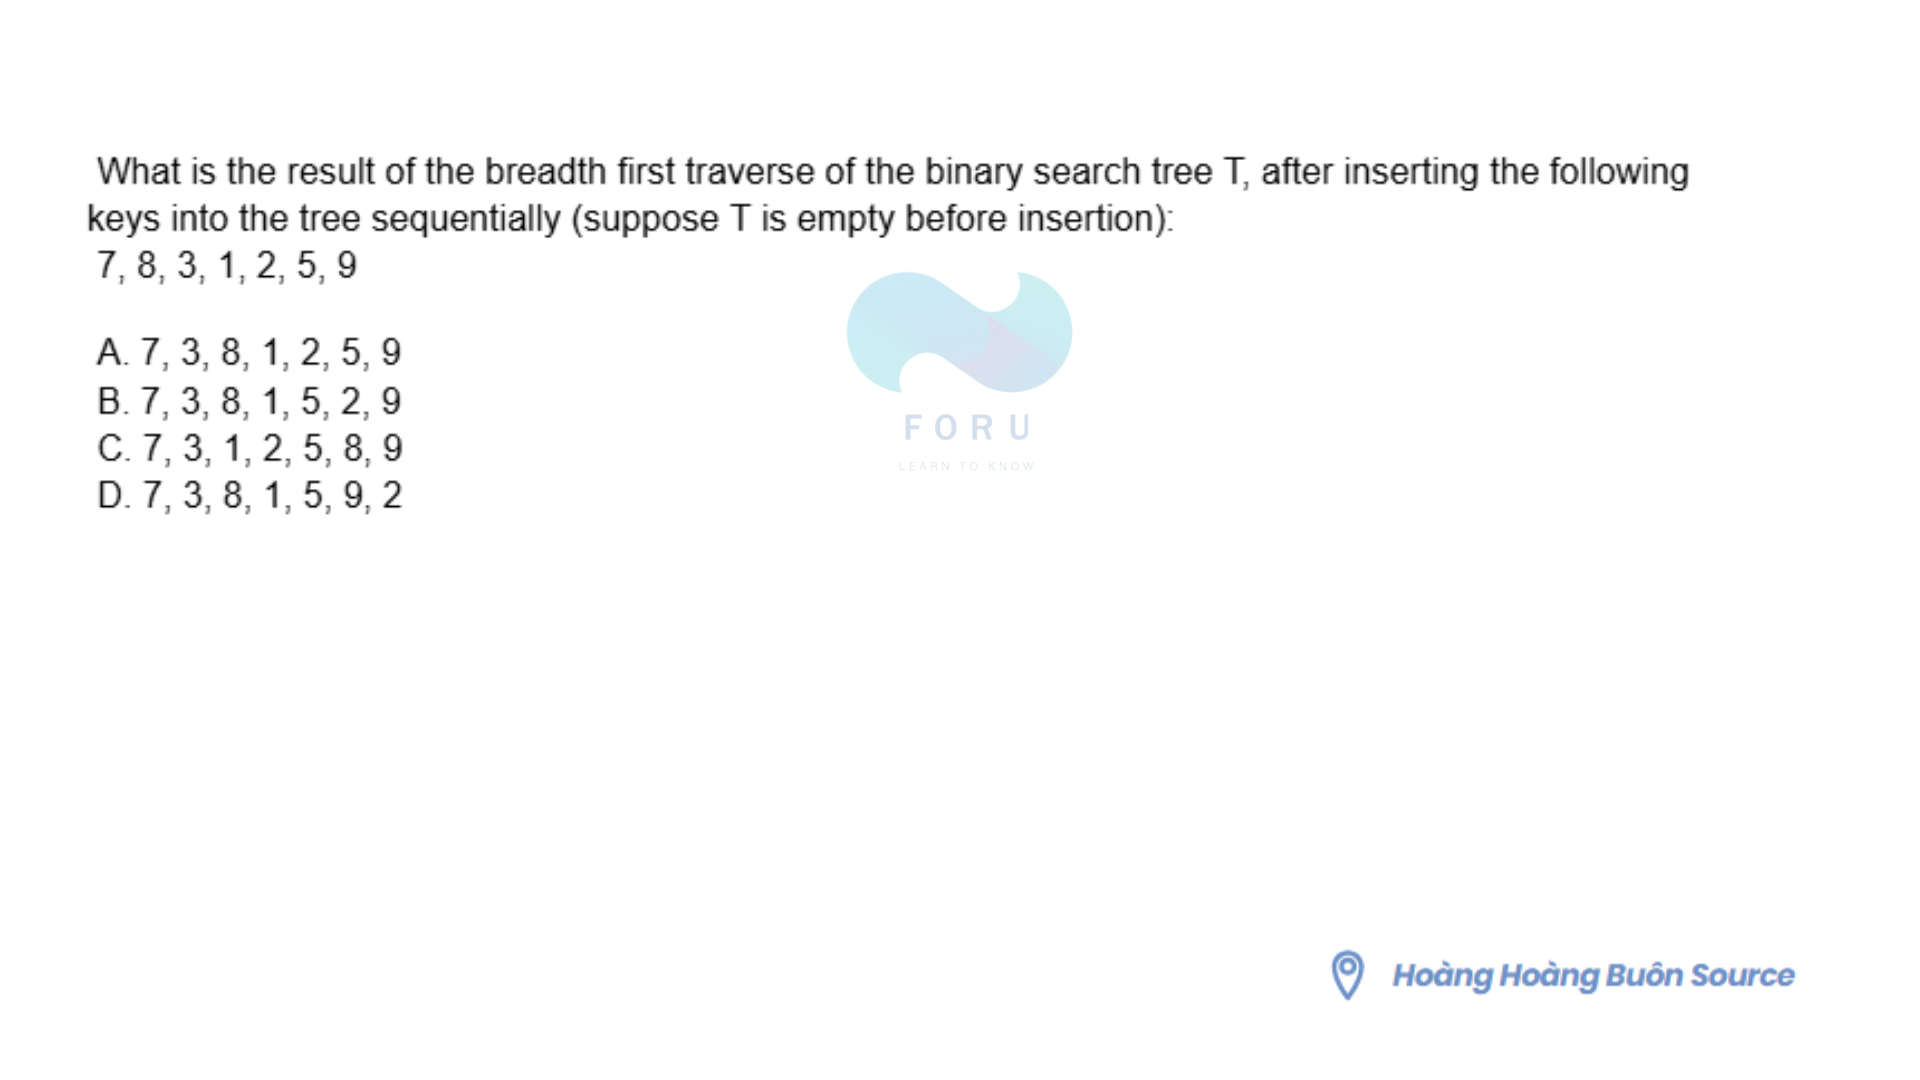 What is the result of the breadth first traverse of the binary search tree T, after inserting the following
keys into the tree sequentially (suppose T is empty before insertion):
7, 8, 3, 1, 2, 5, 9
A. 7, 3, 8, 1, 2, 5, 9
B. 7, 3, 8, 1, 5, 2, 9
C. 7, 3, 1, 2, 5, 8, 9
D. 7, 3, 8, 1, 5, 9, 2
FORU
LEARN TO KNOW
Hoàng Hoàng Buôn Source